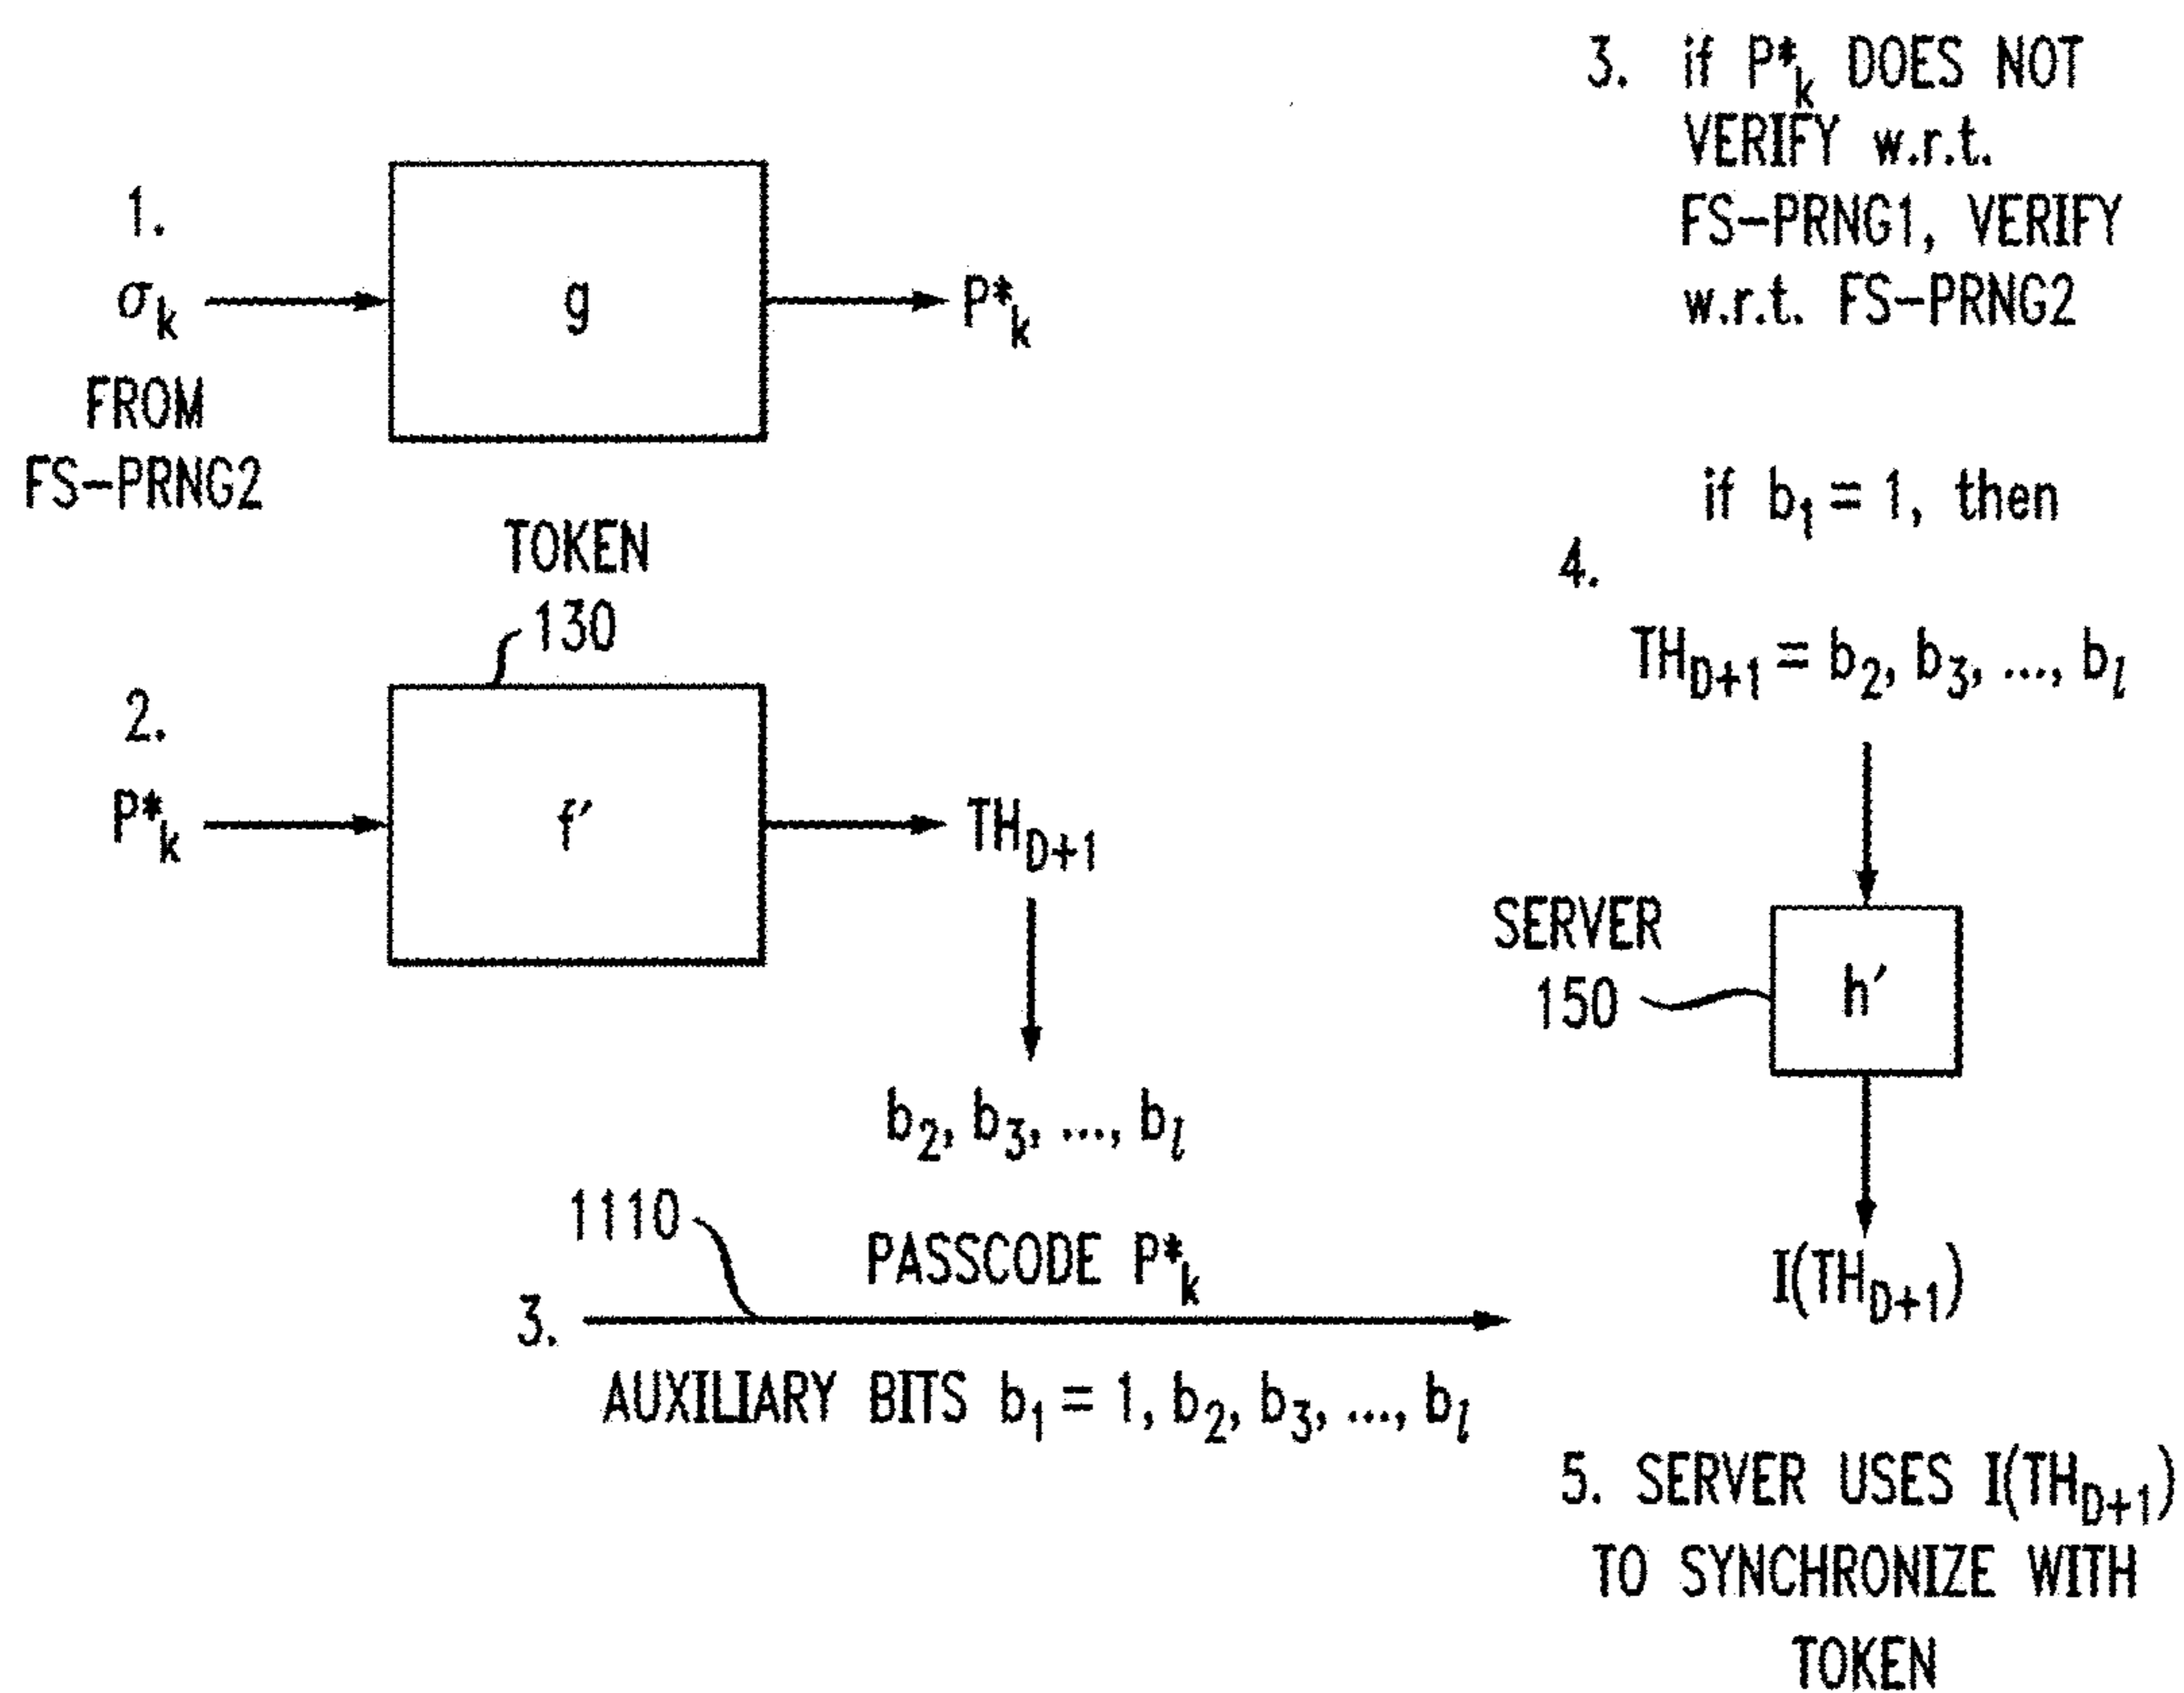 1.
σk
FROM
FS-PRNG2
g
P*k
TOKEN
130
2.
P*k
f'
THD+1
b2, b3, ..., bl
1110
PASSCODE P*k
3.
AUXILIARY BITS b1 = 1, b2, b3, ..., bl
3. if P*k DOES NOT
VERIFY w.r.t.
FS-PRNG1, VERIFY
w.r.t. FS-PRNG2
if b1 = 1, then
4.
THD+1 = b2, b3, ..., bl
SERVER
150
h'
I(THD+1)
5. SERVER USES I(THD+1)
TO SYNCHRONIZE WITH
TOKEN